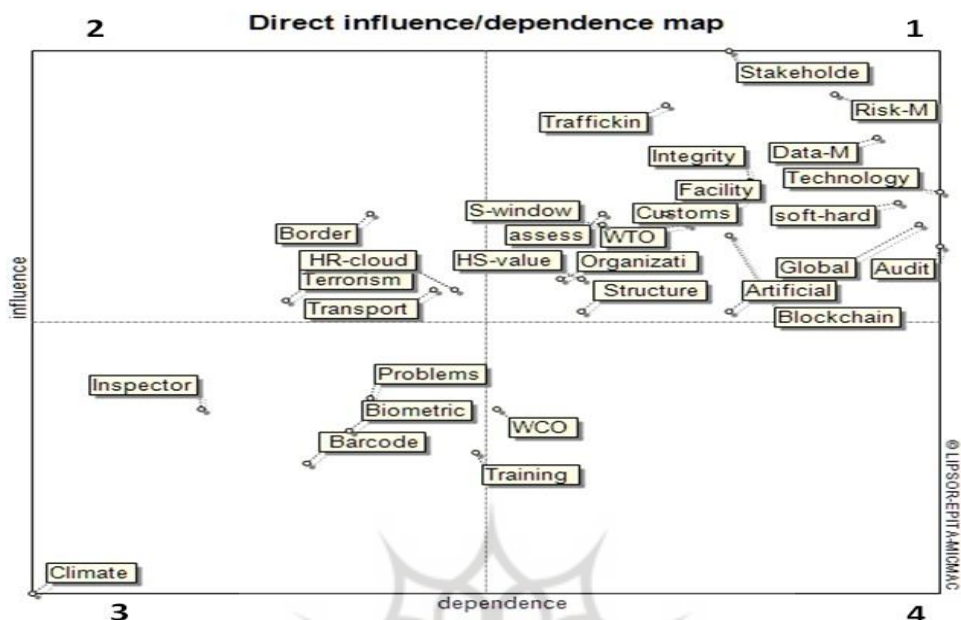 2 Direct influence/dependence map 1
Stakeholde
Risk-M
Traffickin
Integrity
Data-M
Technology
Facility
S-window
Customs
soft-hard
Border
assess
WTO
HR-cloud
HS-value
Organizati
Global
Audit
Terrorism
Structure
Artificial
Transport
Blockchain
influence
Problems
Inspector
Biometric
WCO
Barcode
Training
© LIPSOR-EPITA-MICMAC
Climate
dependence
3 4